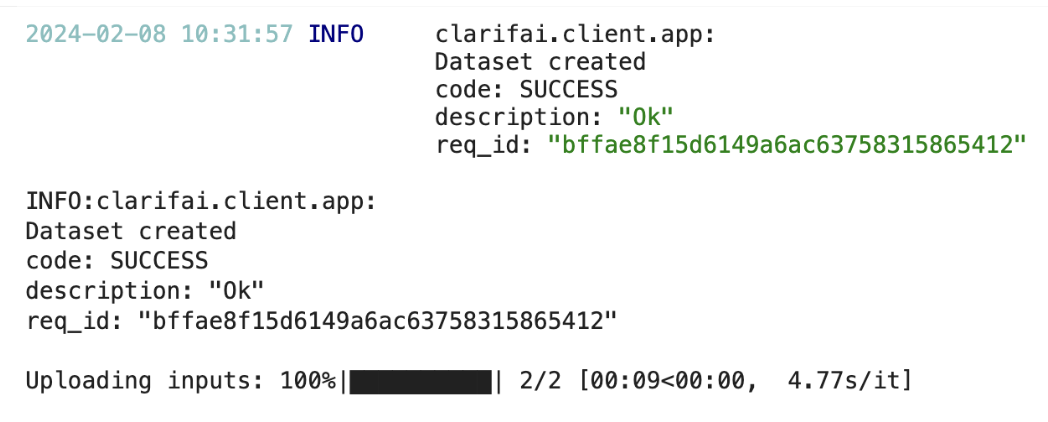 2024-02-08 10:31:57 INFO clarifai.client.app:
Dataset created
code: SUCCESS
description: "Ok"
req_id: "bffae8f15d6149a6ac63758315865412"
INFO:clarifai.client.app:
Dataset created
code: SUCCESS
description: "Ok"
req_id: "bffae8f15d6149a6ac63758315865412"
Uploading inputs: 100%|██████████| 2/2 [00:09<00:00, 4.77s/it]